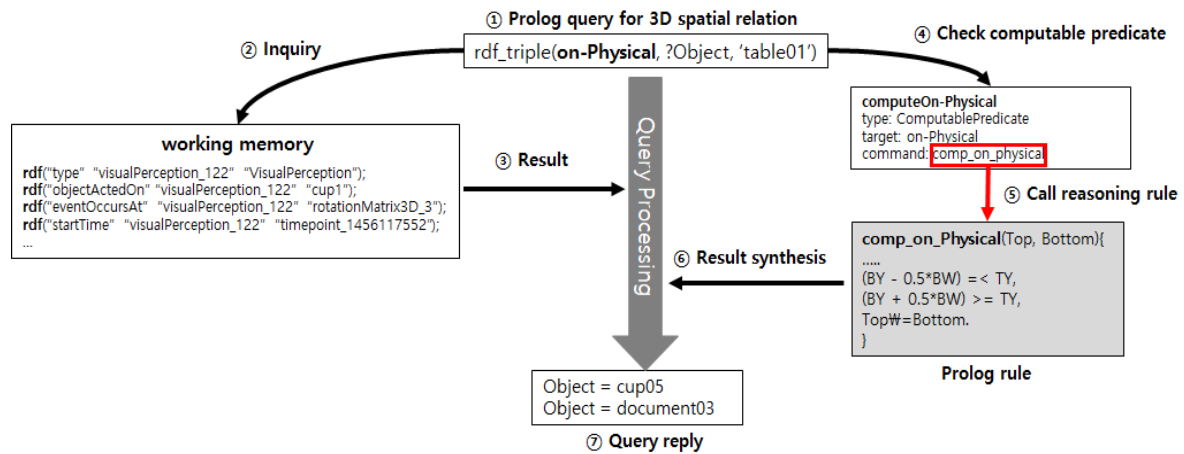 ① Prolog query for 3D spatial relation
rdf_triple(on-Physical, ?Object, ‘table01’)
② Inquiry
④ Check computable predicate
working memory
rdf(“type” “visualPerception_122” “VisualPerception”);
rdf(“objectActedOn” “visualPerception_122” “cup1”);
rdf(“eventOccursAt” “visualPerception_122” “rotationMatrix3D_3”);
rdf(“startTime” “visualPerception_122” “timepoint_1456117552”);
...
③ Result
Query Processing
computeOn-Physical
type: ComputablePredicate
target: on-Physical
command: comp_on_physical
⑤ Call reasoning rule
comp_on_Physical(Top, Bottom){
.....
(BY - 0.5*BW) =< TY,
(BY + 0.5*BW) >= TY,
Top₩=Bottom.
}
Prolog rule
⑥ Result synthesis
Object = cup05
Object = document03
⑦ Query reply